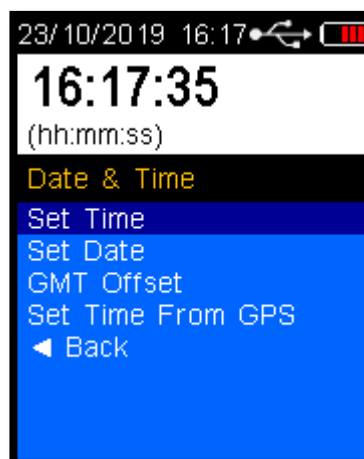 23/10/2019 16:17
16:17:35
(hh:mm:ss)
Date & Time
Set Time
Set Date
GMT Offset
Set Time From GPS
◄ Back